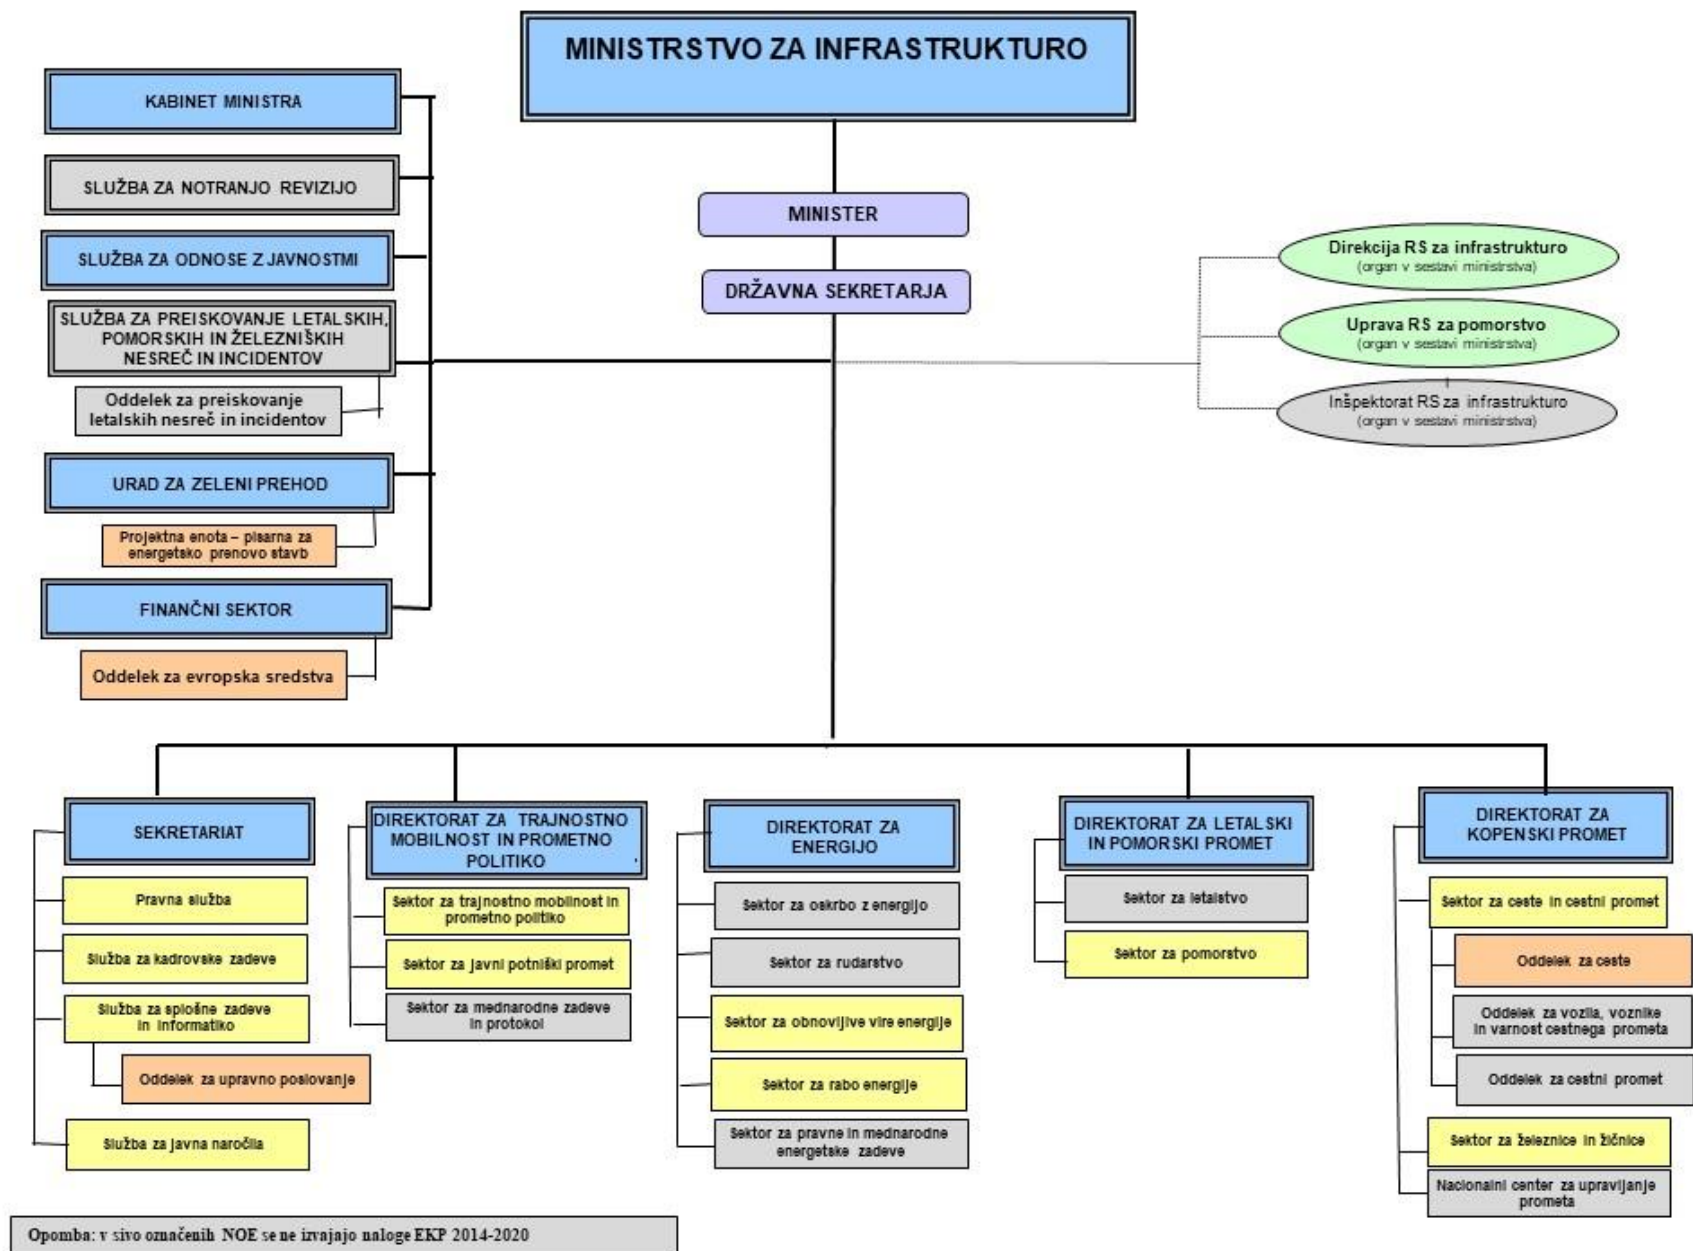 MINISTRSTVO ZA INFRASTRUKTURO
KABINET MINISTRA
SLUŽBA ZA NOTRANJO REVIZIJO
SLUŽBA ZA ODNOSE Z JAVNOSTMI
SLUŽBA ZA PREISKOVANJE LETALSKIH,
POMORSKIH IN ŽELEZNIŠKIH
NESREČ IN INCIDENTOV
Oddelek za preiskovanje
letalskih nesreč in incidentov
URAD ZA ZELENI PREHOD
Projektna enota – pisarna za
energetsko prenovo stavb
FINANČNI SEKTOR
Oddelek za evropska sredstva
MINISTER
DRŽAVNA SEKRETARJA
Direkcija RS za infrastrukturo
(organ v sestavi ministrstva)
Uprava RS za pomorstvo
(organ v sestavi ministrstva)
Inšpektorat RS za infrastrukturo
(organ v sestavi ministrstva)
SEKRETARIAT
Pravna služba
Služba za kadrovske zadeve
Služba za splošne zadeve
in informatiko
Oddelek za upravno poslovanje
Služba za javna naročila
DIREKTORAT ZA TRAJNOSTNO
MOBILNOST IN PROMETNO
POLITIKO
Sektor za trajnostno mobilnost in
prometno politiko
Sektor za javni potniški promet
Sektor za mednarodne zadeve
in protokol
DIREKTORAT ZA
ENERGIJO
Sektor za oskrbo z energijo
Sektor za rudarstvo
Sektor za obnovljive vire energije
Sektor za rabo energije
Sektor za pravne in mednarodne
energetske zadeve
DIREKTORAT ZA LETALSKI
IN POMORSKI PROMET
Sektor za letalstvo
Sektor za pomorstvo
DIREKTORAT ZA
KOPENSKI PROMET
Sektor za ceste in cestni promet
Oddelek za ceste
Oddelek za vozila, voznike
in varnost cestnega prometa
Oddelek za cestni promet
Sektor za železnice in žičnice
Nacionalni center za upravljanje
prometa
Opomba: v sivo označenih NOE se ne izvajajo naloge EKP 2014-2020